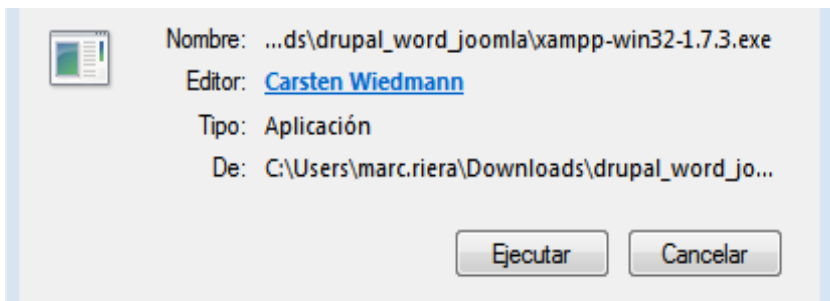 Nombre: ...ds\drupal_word_joomla\xampp-win32-1.7.3.exe
Editor: Carsten Wiedmann
Tipo: Aplicación
De: C:\Users\marc.riera\Downloads\drupal_word_jo...
Ejecutar Cancelar